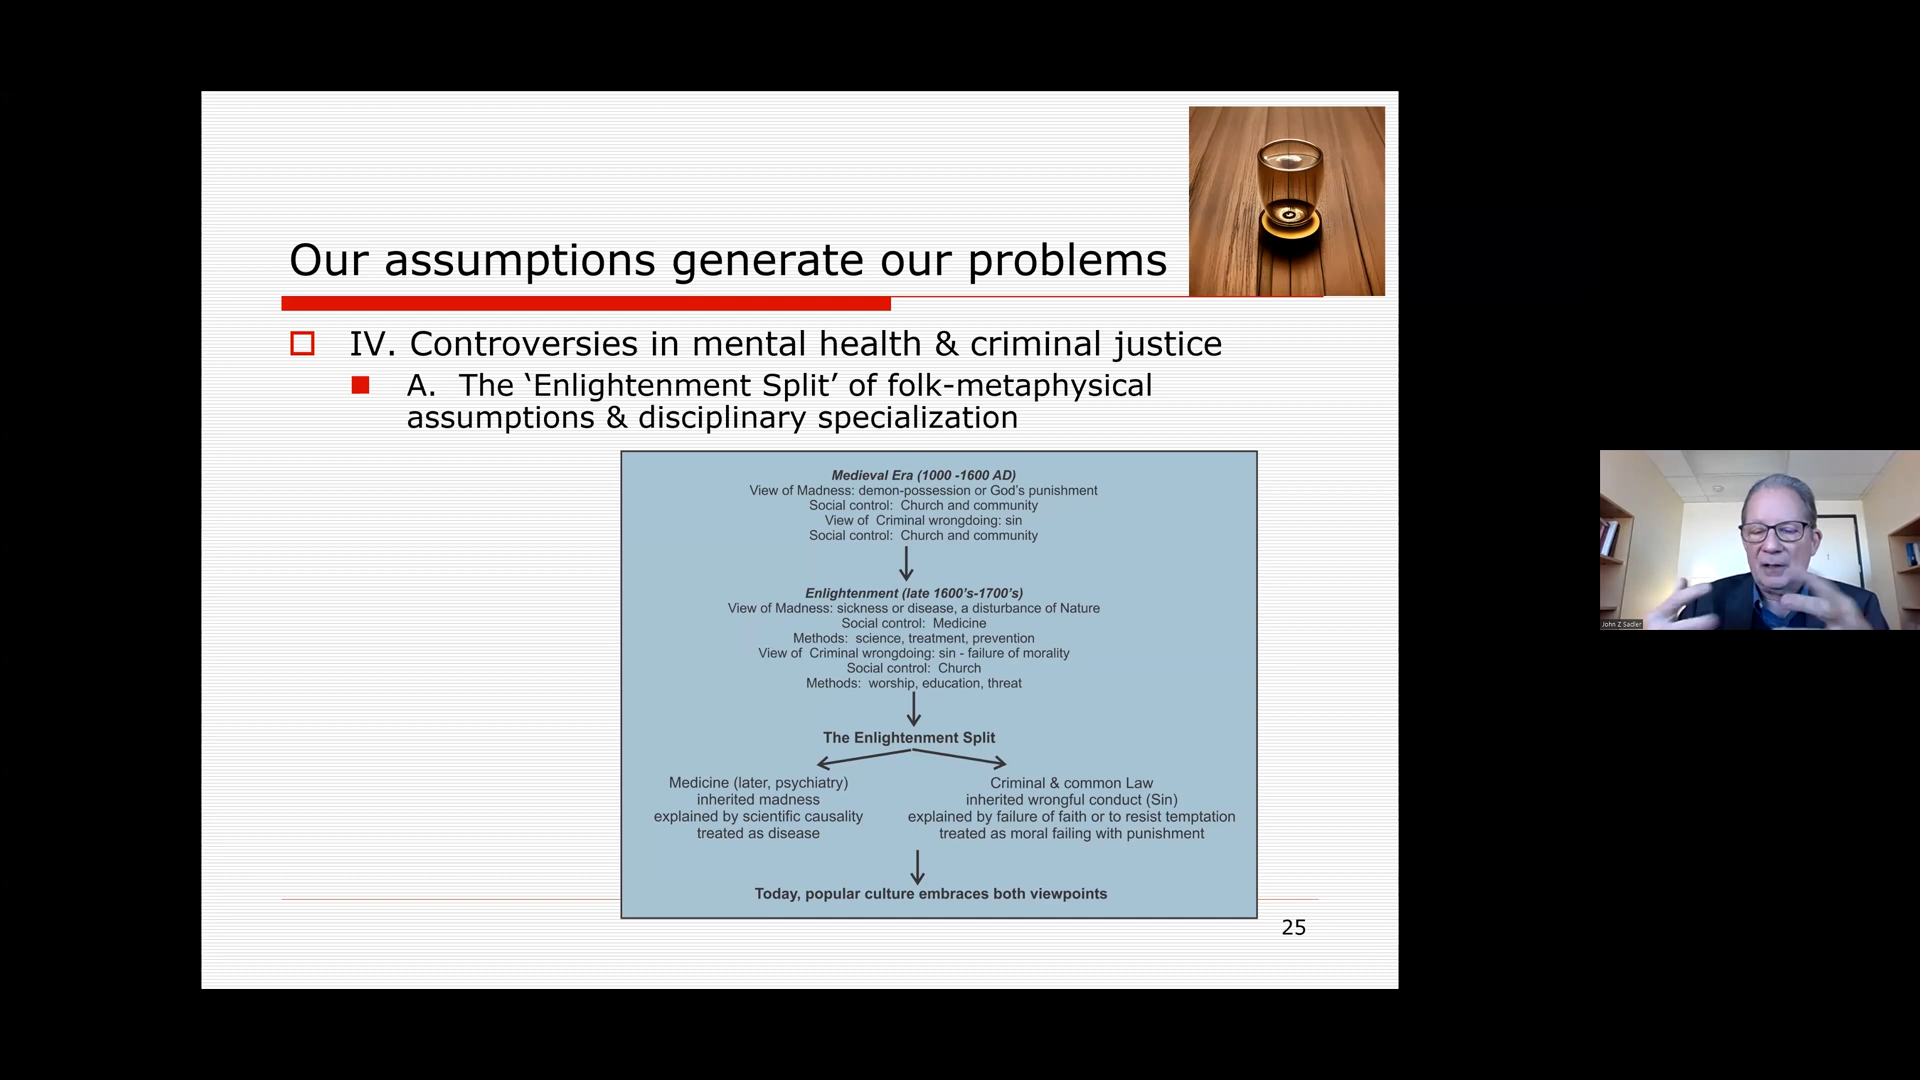 Our assumptions generate our problems
IV. Controversies in mental health & criminal justice
A. The ‘Enlightenment Split’ of folk-metaphysical
assumptions & disciplinary specialization
Medieval Era (1000 -1600 AD)
View of Madness: demon-possession or God’s punishment
Social control: Church and community
View of Criminal wrongdoing: sin
Social control: Church and community
Enlightenment (late 1600’s-1700’s)
View of Madness: sickness or disease, a disturbance of Nature
Social control: Medicine
Methods: science, treatment, prevention
View of Criminal wrongdoing: sin - failure of morality
Social control: Church
Methods: worship, education, threat
The Enlightenment Split
Medicine (later, psychiatry)
inherited madness
explained by scientific causality
treated as disease
Criminal & common Law
inherited wrongful conduct (Sin)
explained by failure of faith or to resist temptation
treated as moral failing with punishment
Today, popular culture embraces both viewpoints
25
John Z Sadler